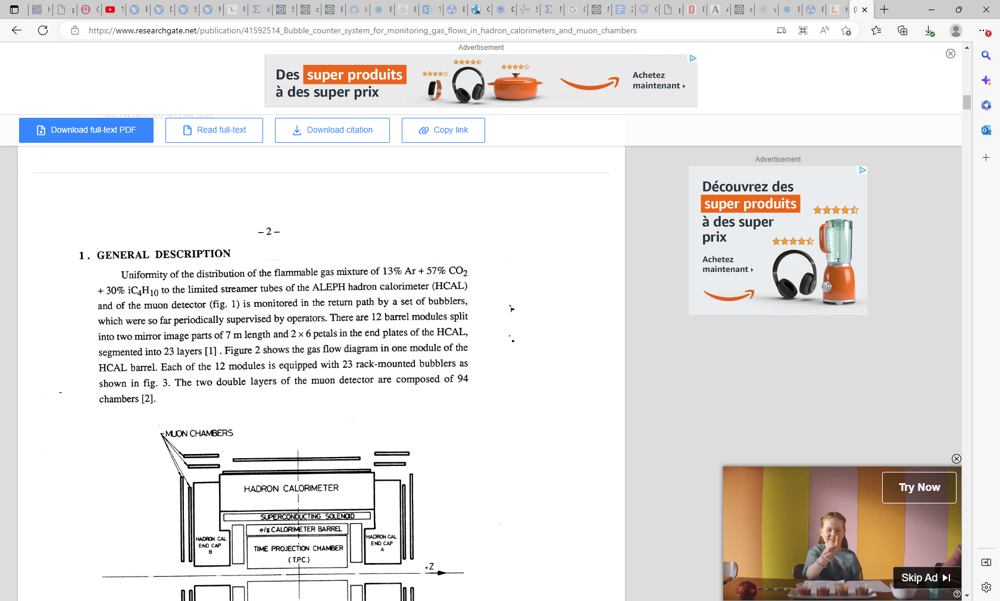 https://www.researchgate.net/publication/41592514_Bubble_counter_system_for_monitoring_gas_flows_in_hadron_calorimeters_and_muon_chambers
Advertisement
Des super produits
à des super prix
Achetez
maintenant
Download full-text PDF
Read full-text
Download citation
Copy link
Advertisement
Découvrez des
super produits
à des super
prix
Achetez
maintenant
– 2 –
1. GENERAL DESCRIPTION
Uniformity of the distribution of the flammable gas mixture of 13% Ar + 57% CO2
+ 30% iC4H10 to the limited streamer tubes of the ALEPH hadron calorimeter (HCAL)
and of the muon detector (fig. 1) is monitored in the return path by a set of bubblers,
which were so far periodically supervised by operators. There are 12 barrel modules split
into two mirror image parts of 7 m length and 2 × 6 petals in the end plates of the HCAL,
segmented into 23 layers [1] . Figure 2 shows the gas flow diagram in one module of the
HCAL barrel. Each of the 12 modules is equipped with 23 rack-mounted bubblers as
shown in fig. 3. The two double layers of the muon detector are composed of 94
chambers [2].
MUON CHAMBERS
HADRON CALORIMETER
SUPERCONDUCTING SOLENOID
e/γ CALORIMETER BARREL
HADRON CAL
END CAP
B
TIME PROJECTION CHAMBER
(T.P.C.)
HADRON CAL
END CAP
A
+Z
Try Now
Skip Ad